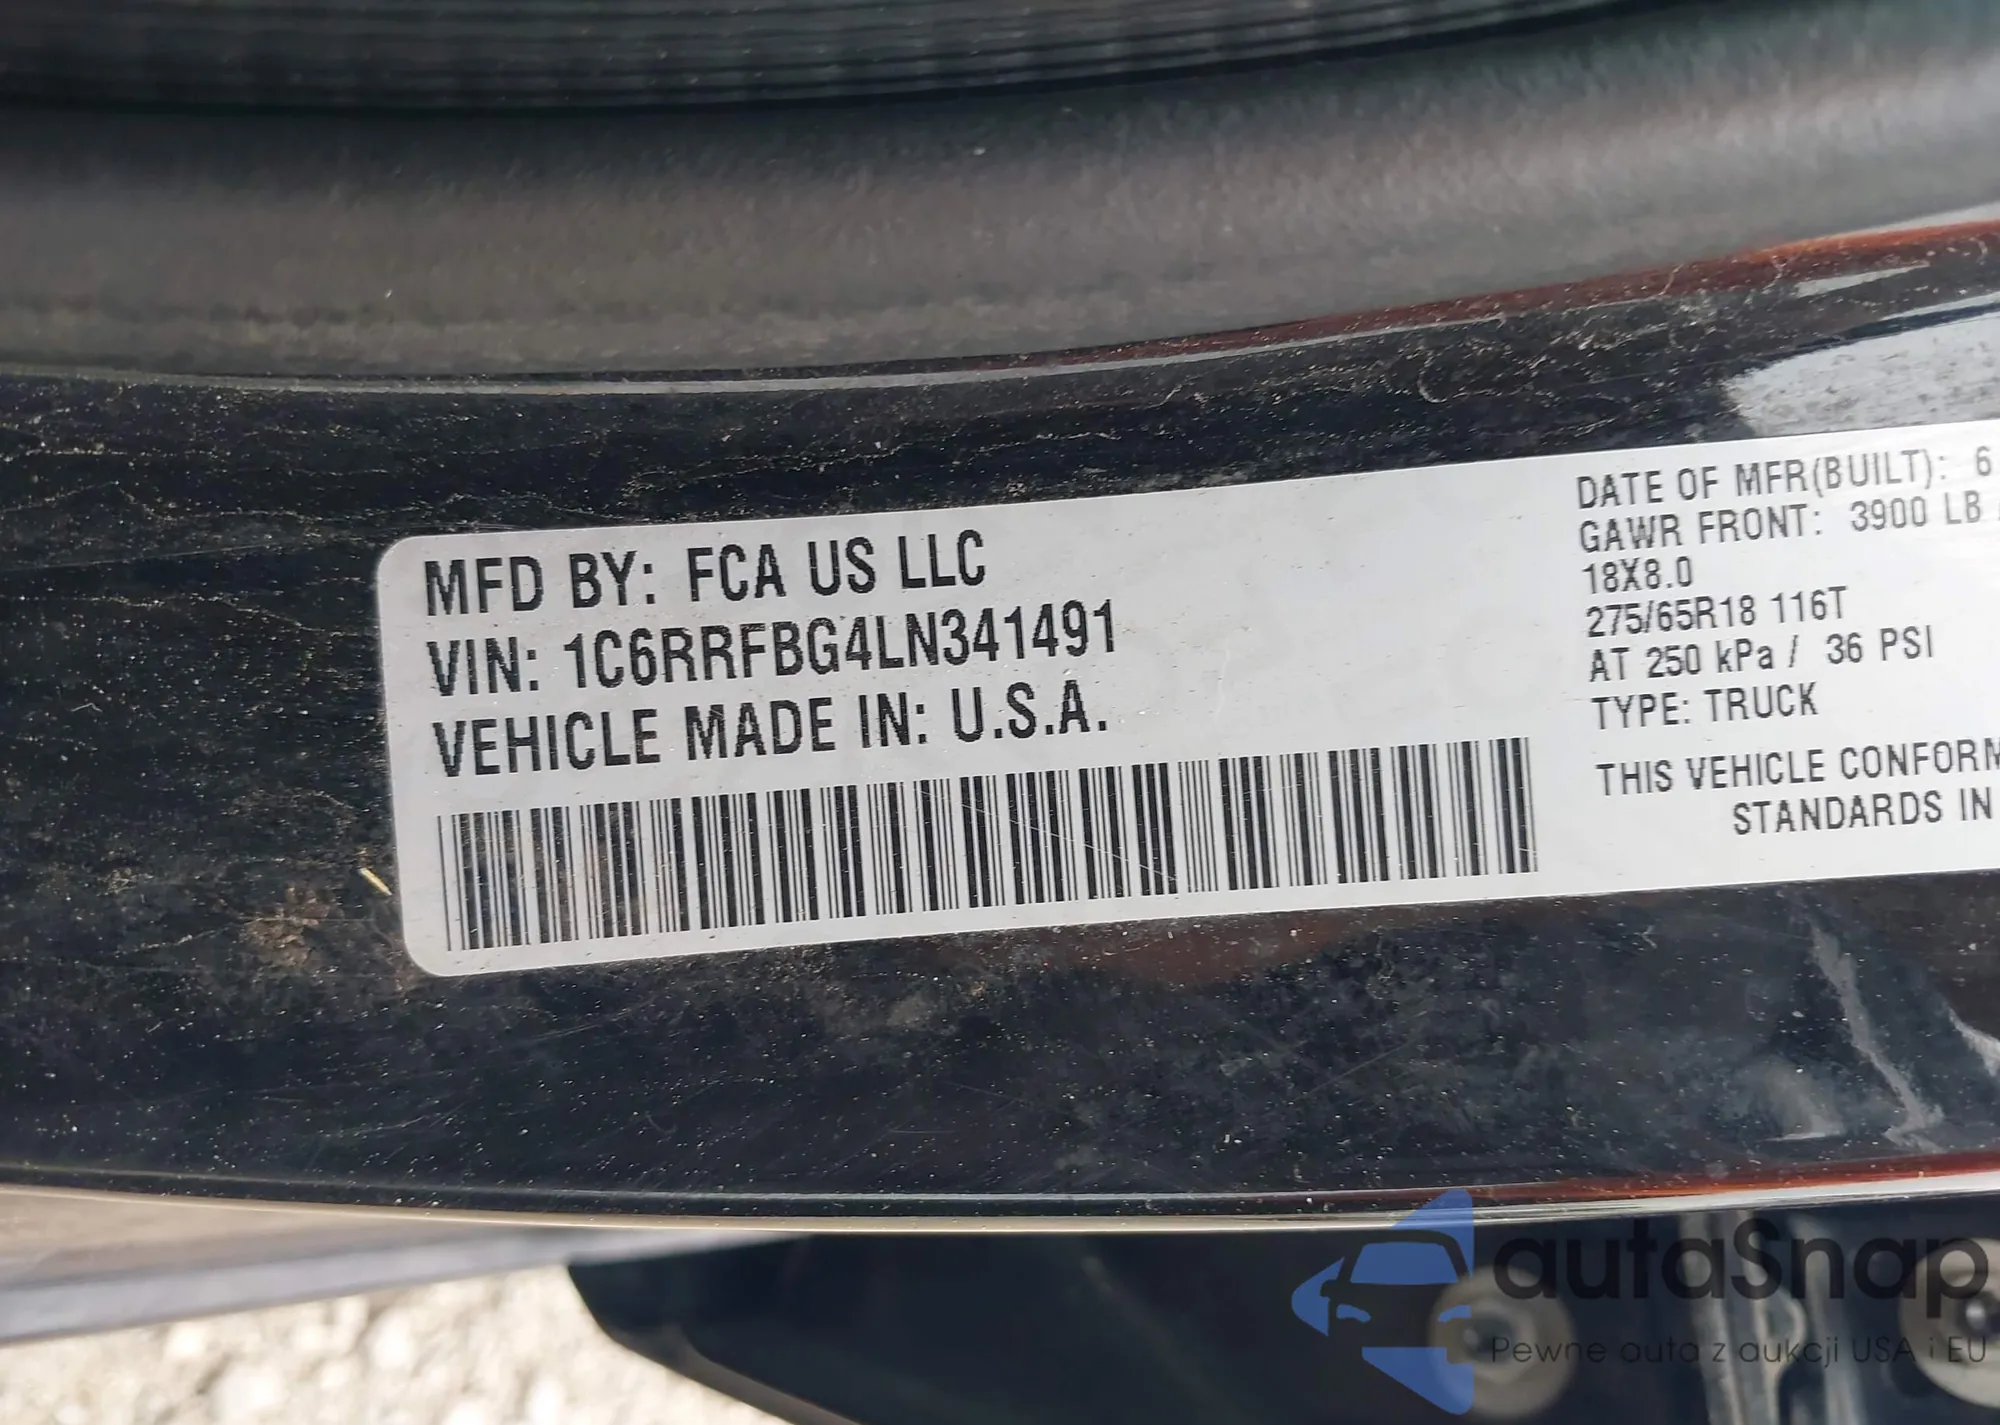 MFD BY: FCA US LLC
VIN: 1C6RRFBG4LN341491
VEHICLE MADE IN: U.S.A.
DATE OF MFR(BUILT): 6
GAWR FRONT: 3900 LB
18X8.0
275/65R18 116T
AT 250 kPa / 36 PSI
TYPE: TRUCK
THIS VEHICLE CONFORM
STANDARDS IN
autaSnap
Pewne auta z aukcji USA i EU